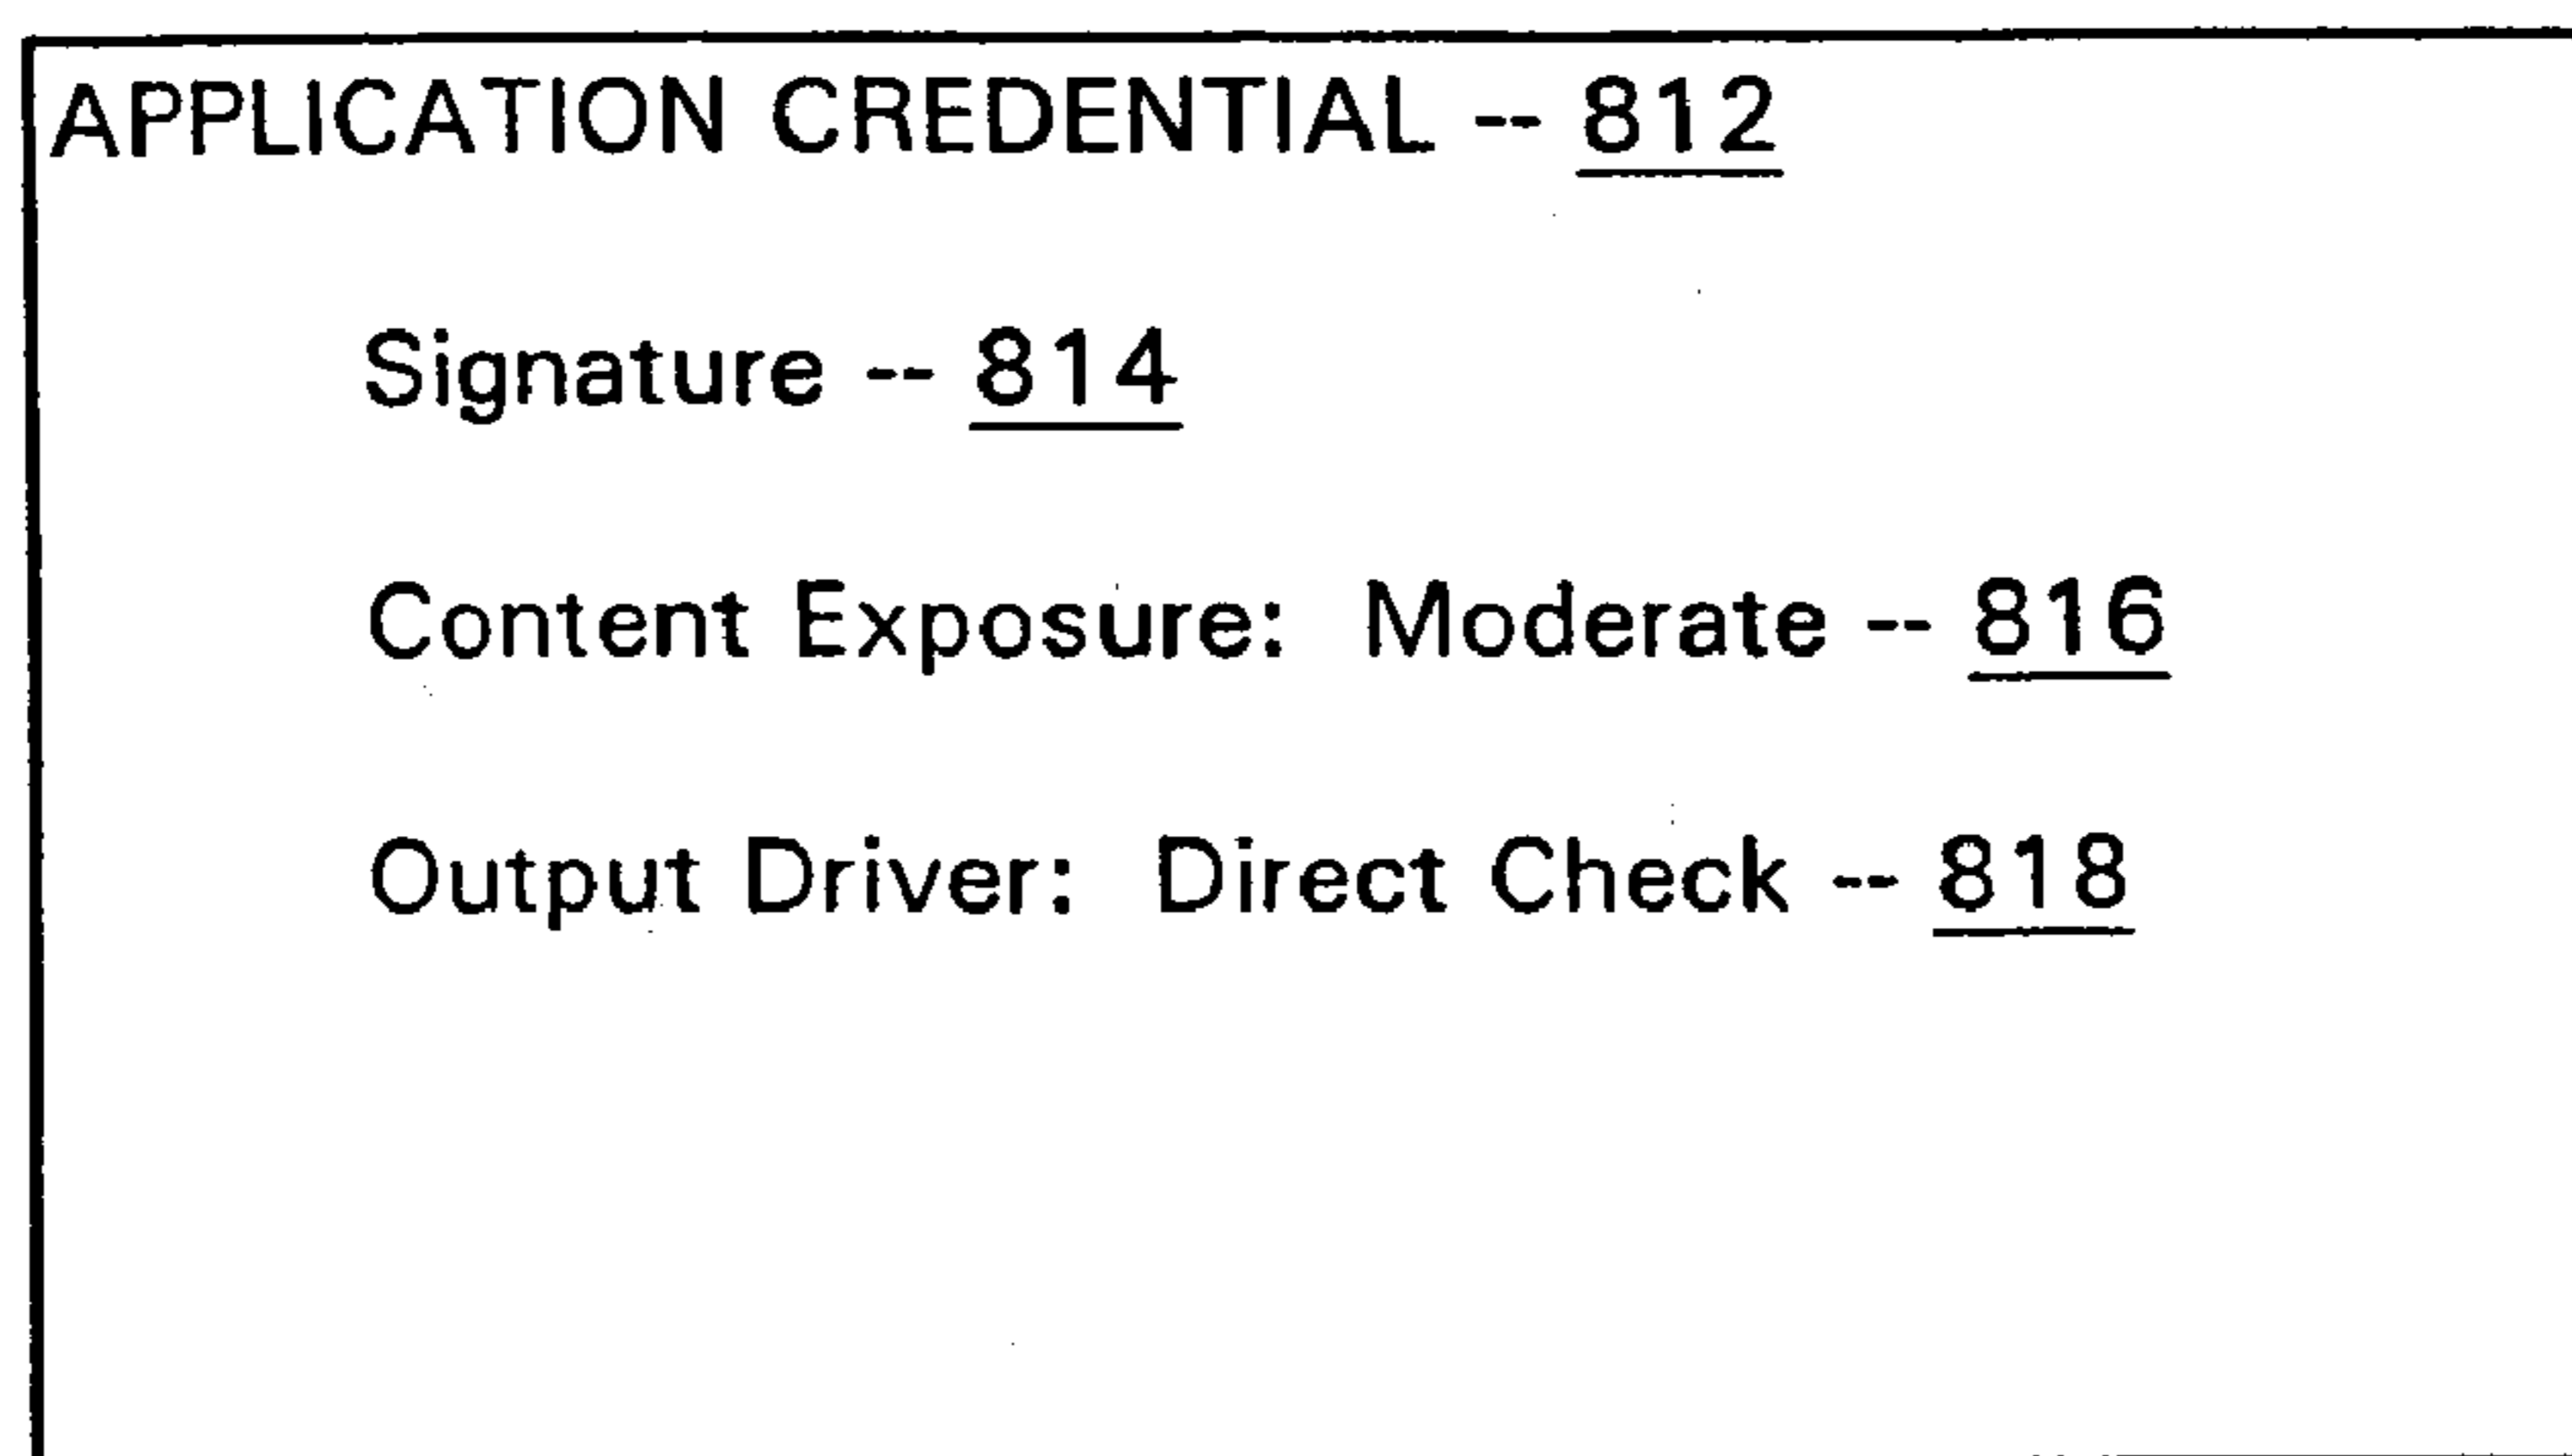 APPLICATION CREDENTIAL -- 812
Signature -- 814
Content Exposure: Moderate -- 816
Output Driver: Direct Check -- 818